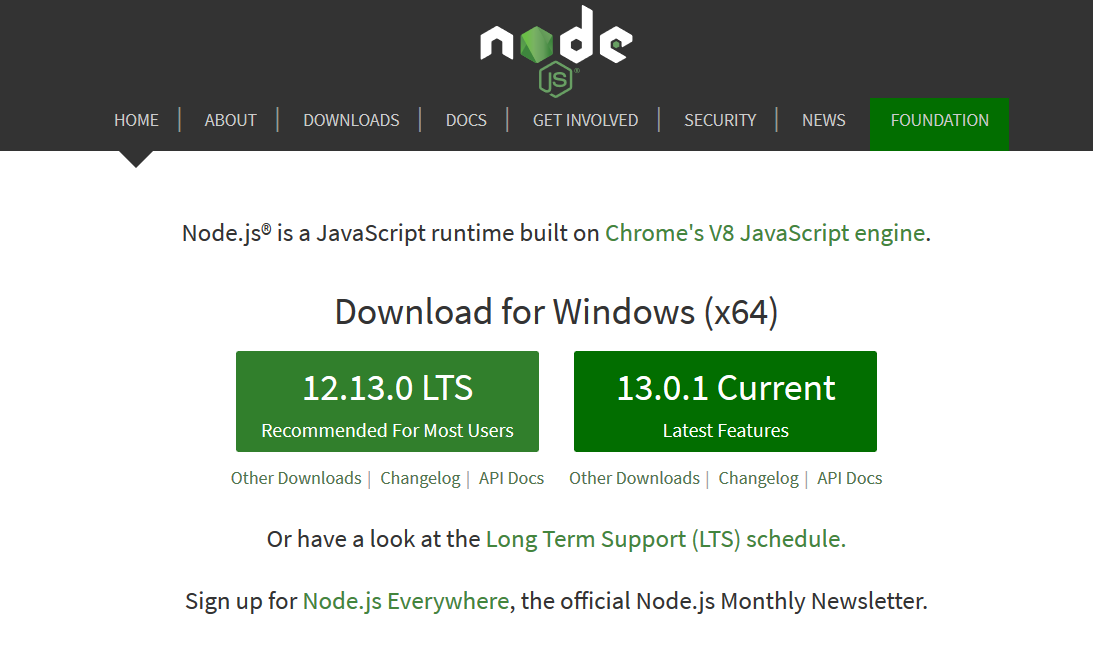 node
JS®
HOME | ABOUT | DOWNLOADS | DOCS | GET INVOLVED | SECURITY | NEWS FOUNDATION
Node.js® is a JavaScript runtime built on Chrome's V8 JavaScript engine.
Download for Windows (x64)
12.13.0 LTS
Recommended For Most Users
13.0.1 Current
Latest Features
Other Downloads | Changelog | API Docs
Other Downloads | Changelog | API Docs
Or have a look at the Long Term Support (LTS) schedule.
Sign up for Node.js Everywhere, the official Node.js Monthly Newsletter.